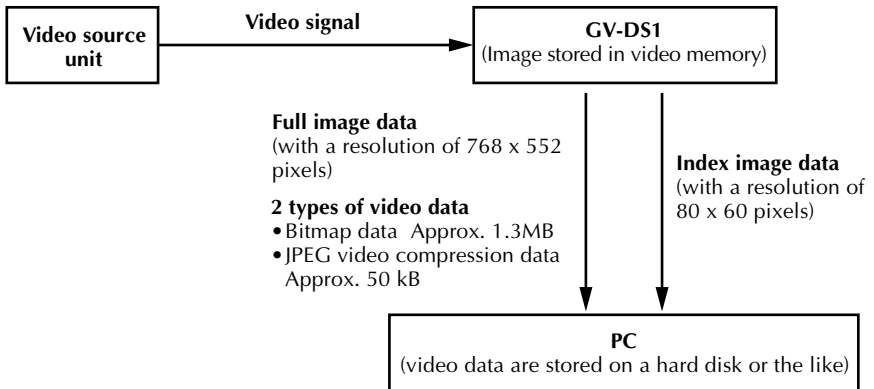 Video source
unit
Video signal
GV-DS1
(Image stored in video memory)
Full image data
(with a resolution of 768 x 552
pixels)
2 types of video data
•Bitmap data Approx. 1.3MB
•JPEG video compression data
Approx. 50 kB
Index image data
(with a resolution of
80 x 60 pixels)
PC
(video data are stored on a hard disk or the like)